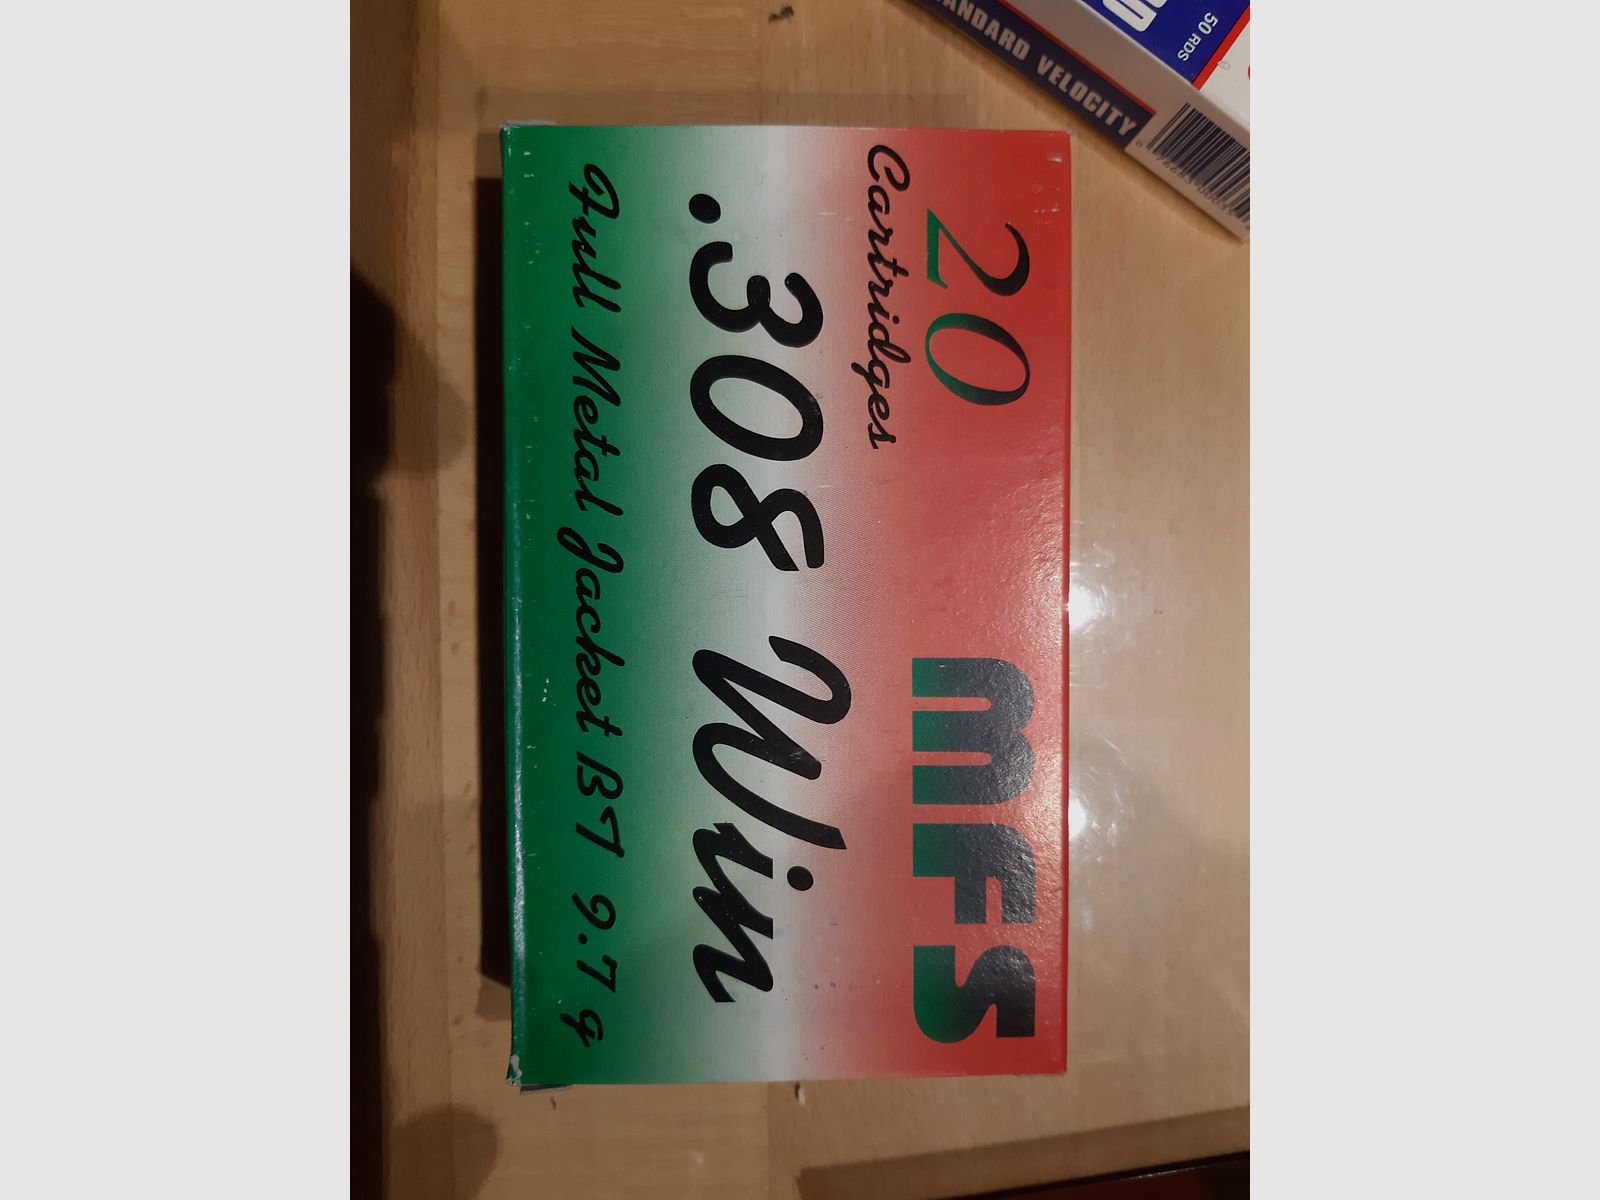 20 MFS
Cartridges
.308 Win
Full Metal Jacket BT 9.7 g
50 RDS
STANDARD VELOCITY